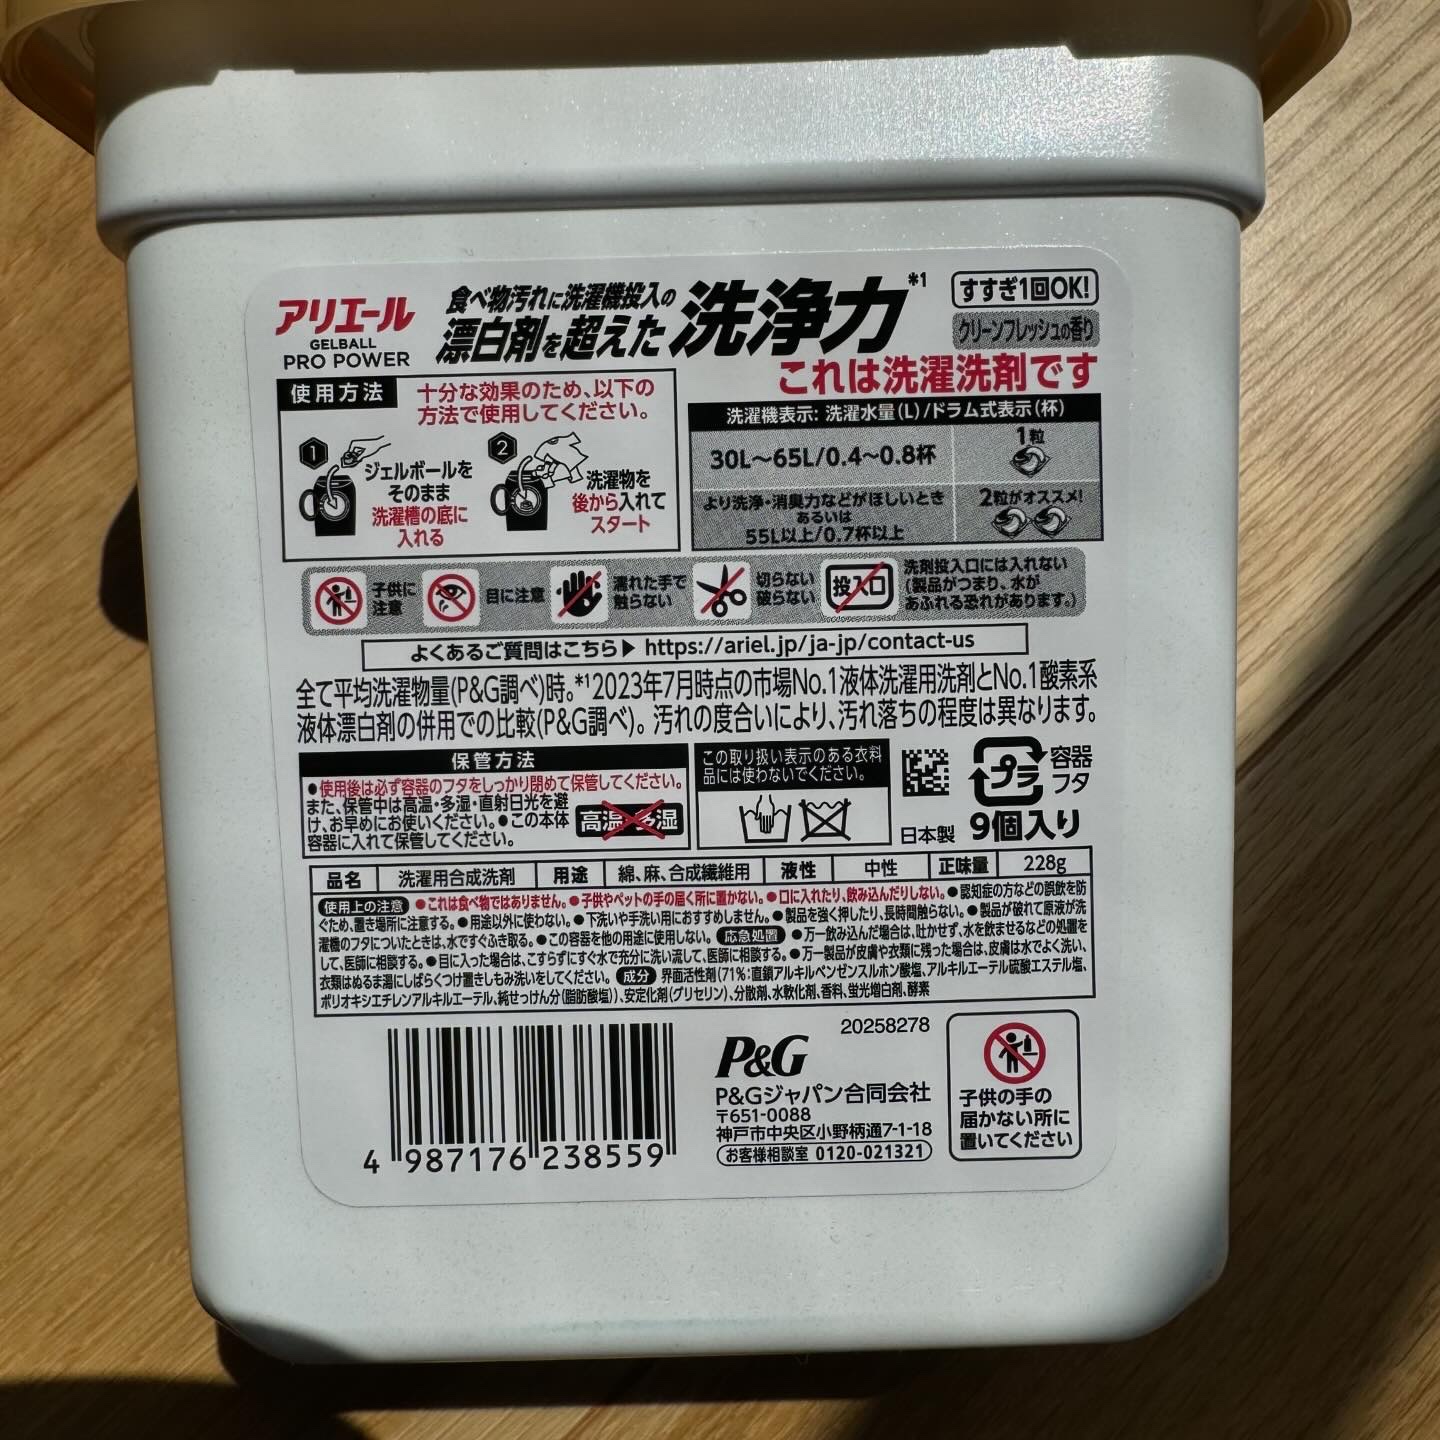 アリエール
GELBALL
PRO POWER
食べ物汚れに洗濯機投入の
漂白剤を超えた洗浄力*1
すすぎ1回OK!
クリーンフレッシュの香り
これは洗濯洗剤です
使用方法
十分な効果のため、以下の
方法で使用してください。
1
ジェルボールを
そのまま
洗濯槽の底に
入れる
2
洗濯物を
後から入れて
スタート
洗濯機表示: 洗濯水量(L)/ドラム式表示(杯)
30L〜65L/0.4〜0.8杯
1粒
より洗浄・消臭力などがほしいとき
あるいは
55L以上/0.7杯以上
2粒がオススメ!
子供に
注意
目に注意
濡れた手で
触らない
切らない
破らない
投入口
洗剤投入口には入れない
(製品がつまり、水が
あふれる恐れがあります。)
よくあるご質問はこちら▶ https://ariel.jp/ja-jp/contact-us
全て平均洗濯物量(P&G調べ)時。*1 2023年7月時点の市場No.1液体洗濯用洗剤とNo.1酸素系
液体漂白剤の併用での比較(P&G調べ)。汚れの度合いにより、汚れ落ちの程度は異なります。
保管方法
●使用後は必ず容器のフタをしっかり閉めて保管してください。
また、保管中は高温・多湿・直射日光を避
け、お早めにお使いください。●この本体
容器に入れて保管してください。
高温・多湿
この取り扱い表示のある衣料
品には使わないでください。
日本製
プラ
容器
フタ
9個入り
品名 洗濯用合成洗剤 用途 綿、麻、合成繊維用 液性 中性 正味量 228g
使用上の注意 ●これは食べ物ではありません。●子供やペットの手の届く所に置かない。●口に入れたり、飲み込んだりしない。●認知症の方などの誤飲を防
ぐため、置き場所に注意する。●用途以外に使わない。●下洗いや手洗い用におすすめしません。●製品を強く押したり、長時間触らない。●製品が破れて原液が洗
濯機のフタについたときは、水ですすぎ取る。●この容器を他の用途に使用しない。 応急処置 ●万一飲み込んだ場合は、吐かせず、水を飲ませるなどの処置を
して、医師に相談する。●目に入った場合は、こすらずにすぐ水で充分に洗い流して、医師に相談する。●万一製品が皮膚や衣類に残った場合は、皮膚は水でよく洗い、
衣類はぬるま湯にしばらくつけ置きしもみ洗いをしてください。 成分 界面活性剤(71%:直鎖アルキルベンゼンスルホン酸塩、アルキルエーテル硫酸エステル塩、
ポリオキシエチレンアルキルエーテル、純せっけん分(脂肪酸塩))、安定化剤(グリセリン)、分散剤、水軟化剤、香料、蛍光増白剤、酵素
4 987176 238559
20258278
P&G
P&Gジャパン合同会社
〒651-0088
神戸市中央区小野柄通7-1-18
お客様相談室 0120-021321
子供の手の
届かない所に
置いてください